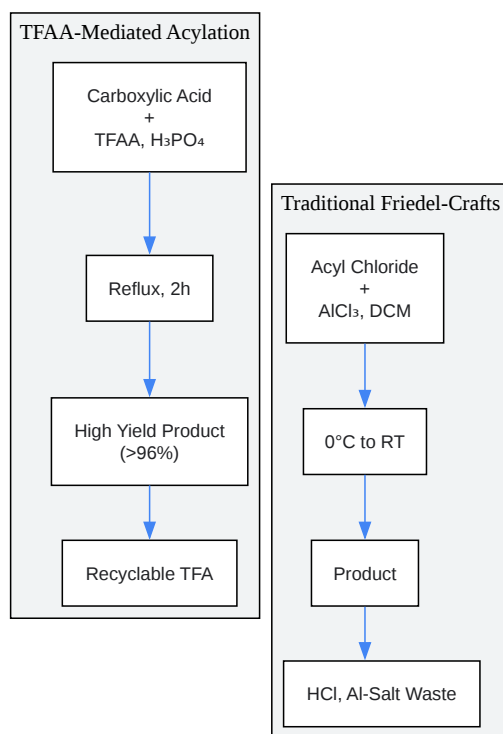 TFAA-Mediated Acylation
Carboxylic Acid
+
TFAA, H₃PO₄
Reflux, 2h
High Yield Product
(>96%)
Recyclable TFA
Traditional Friedel-Crafts
Acyl Chloride
+
AlCl₃, DCM
0°C to RT
Product
HCl, Al-Salt Waste